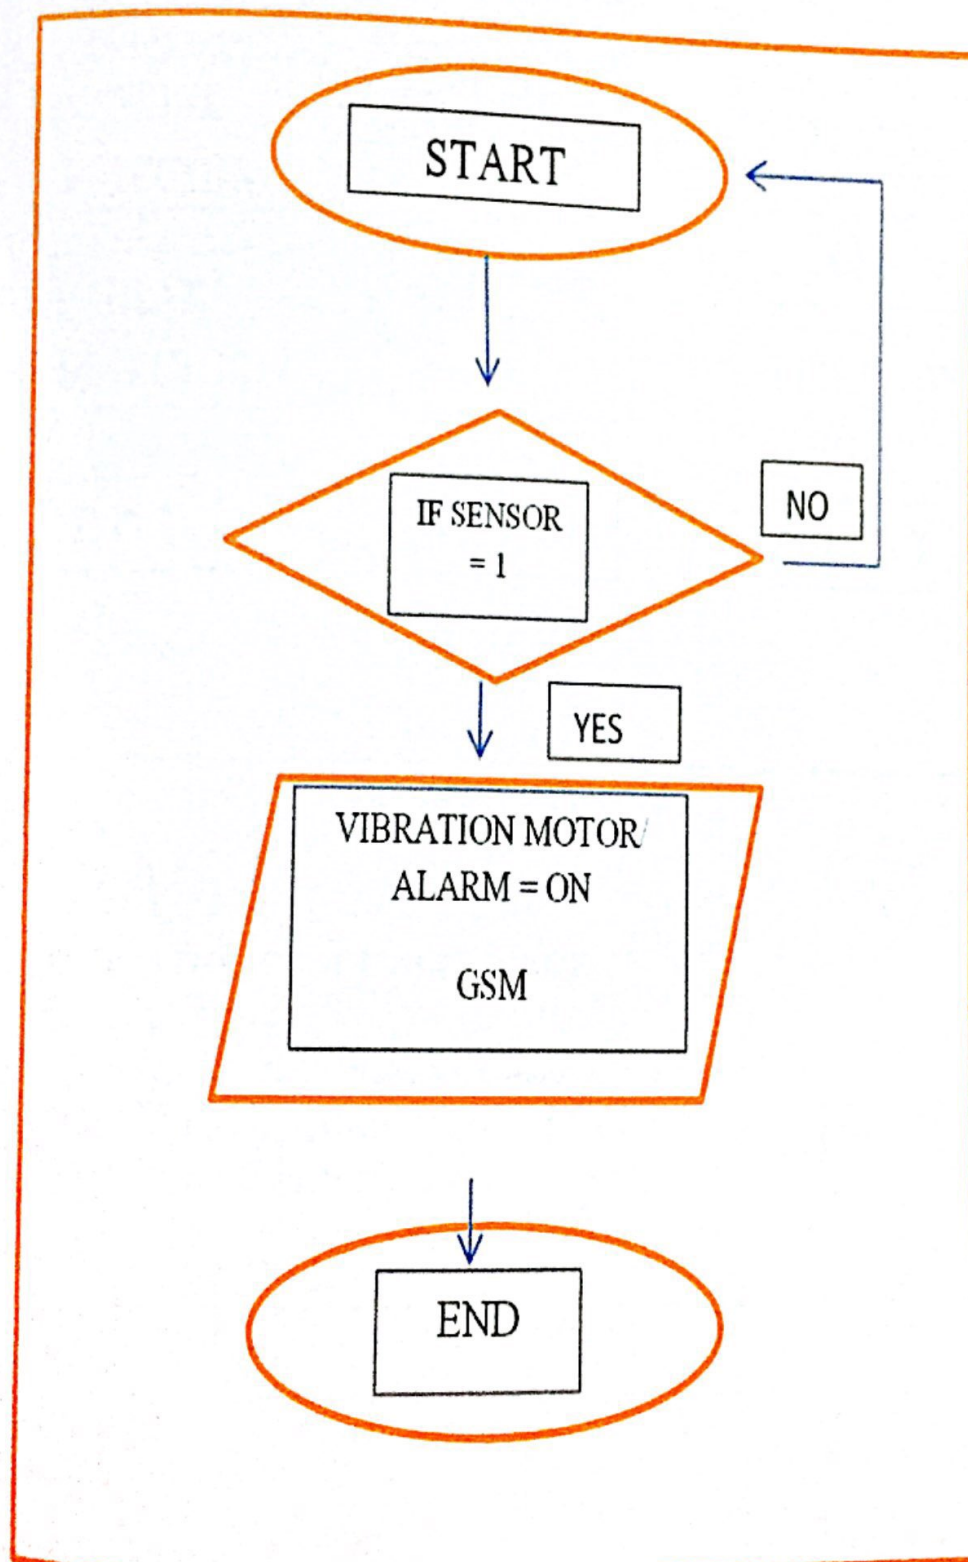 START
IF SENSOR
= 1
NO
YES
VIBRATION MOTOR/
ALARM = ON
GSM
END